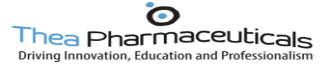 Thea Pharmaceuticals
Driving Innovation, Education and Professionalism